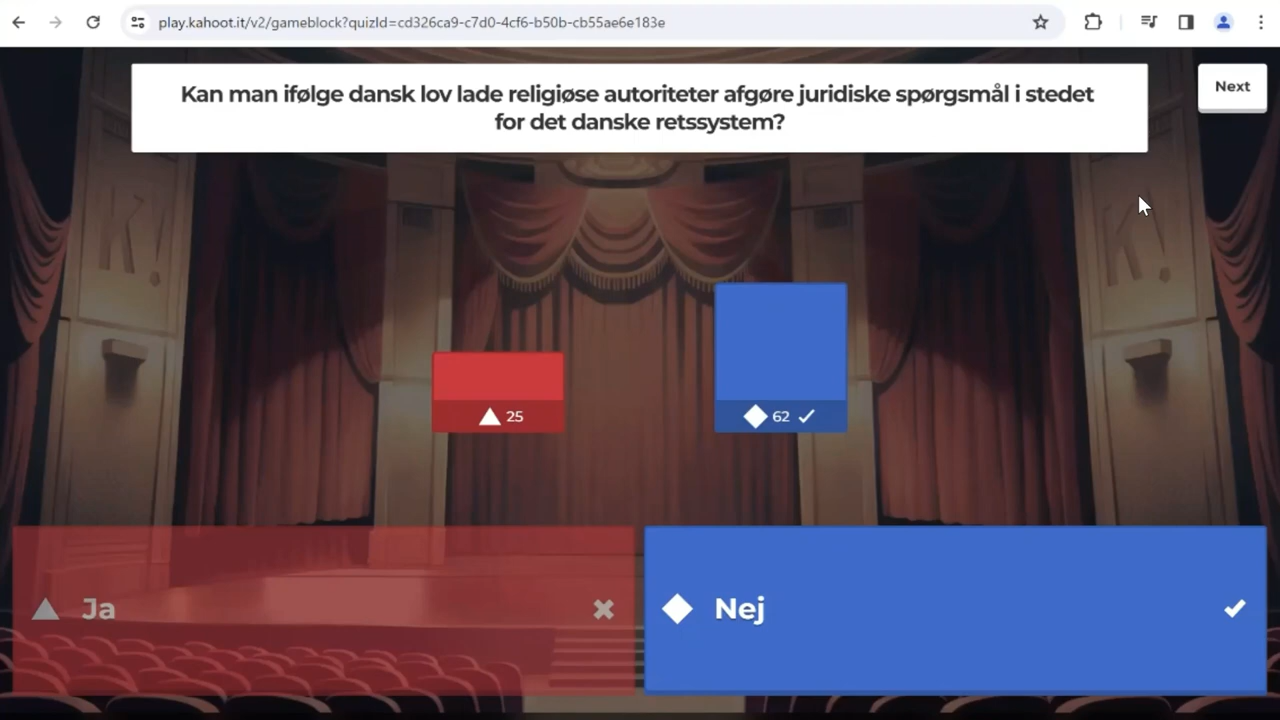 play.kahoot.it/v2/gameblock?quizId=cd326ca9-c7d0-4cf6-b50b-cb55ae6e183e
Kan man ifølge dansk lov lade religiøse autoriteter afgøre juridiske spørgsmål i stedet
for det danske retssystem?
Next
K!
K!
25
62
Ja
Nej